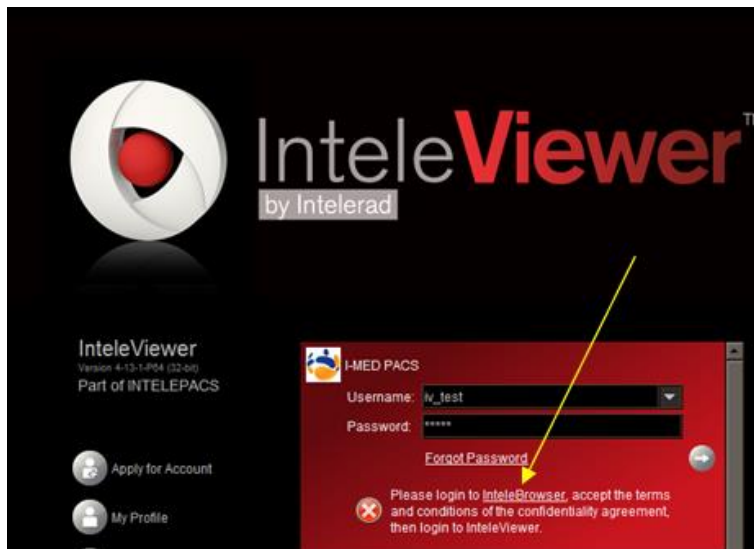 InteleViewer
by Intelerad
InteleViewer
Version 4-13-1-P64 (32-bit)
Part of INTELEPACS
Apply for Account
My Profile
I-MED PACS
Username: iv_test
Password: *****
Forgot Password
Please login to InteleBrowser, accept the terms
and conditions of the confidentiality agreement,
then login to InteleViewer.